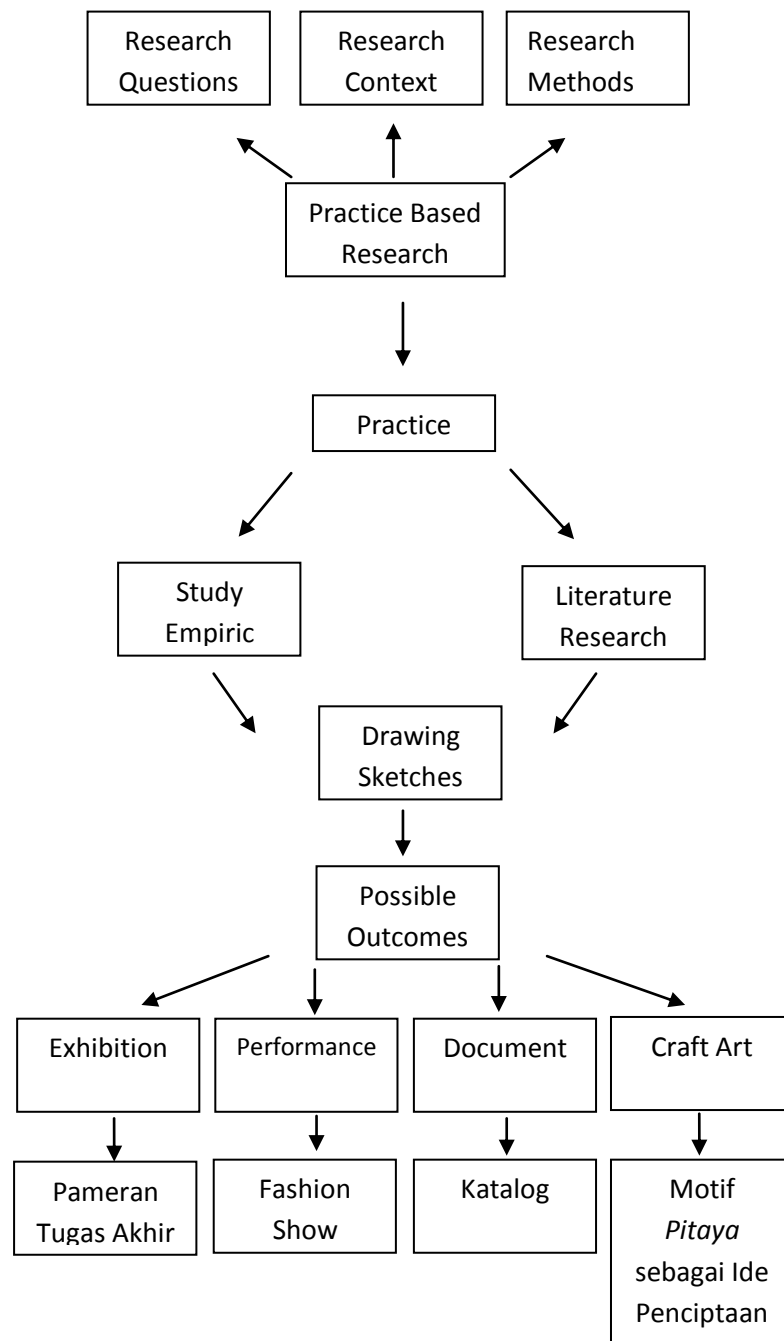 Research
Questions
Research
Context
Research
Methods
Practice Based
Research
Practice
Study
Empiric
Literature
Research
Drawing
Sketches
Possible
Outcomes
Exhibition
Performance
Document
Craft Art
Pameran
Tugas Akhir
Fashion
Show
Katalog
Motif
Pitaya
sebagai Ide
Penciptaan